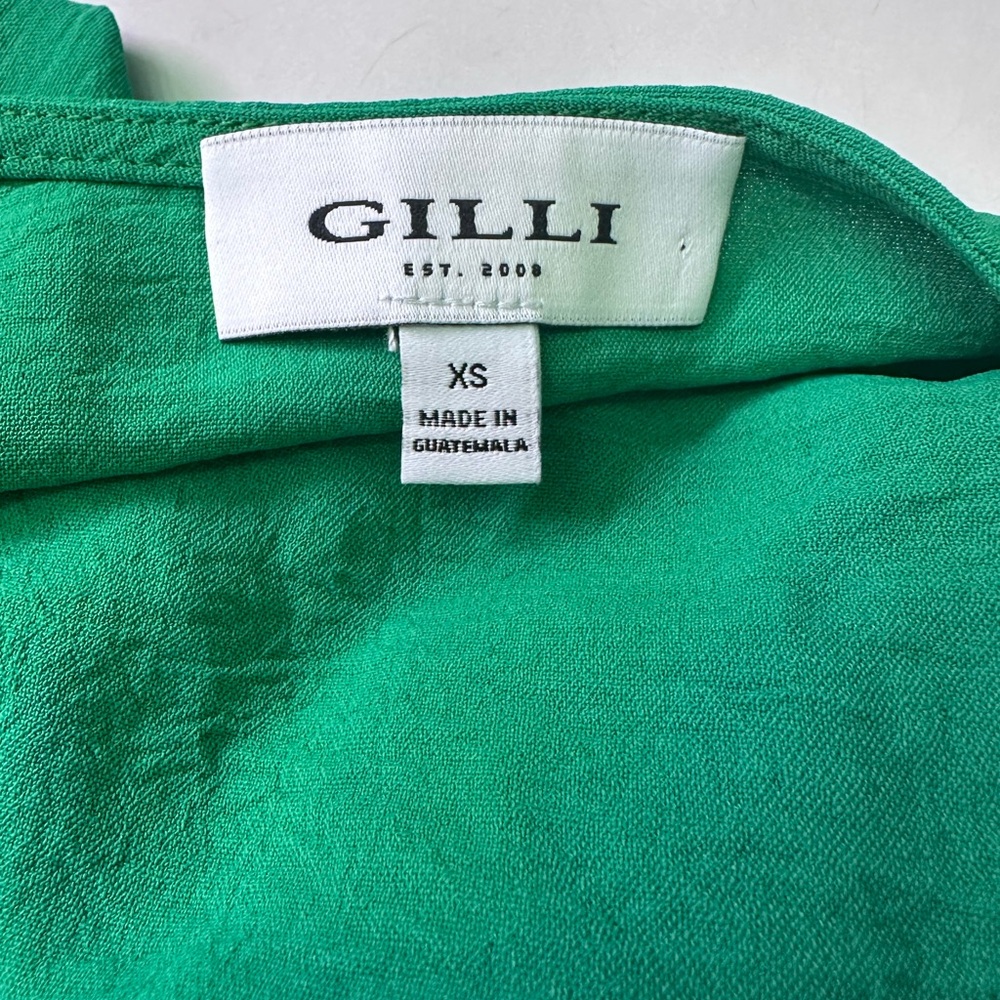 GILLI
EST. 2008
XS
MADE IN
GUATEMALA